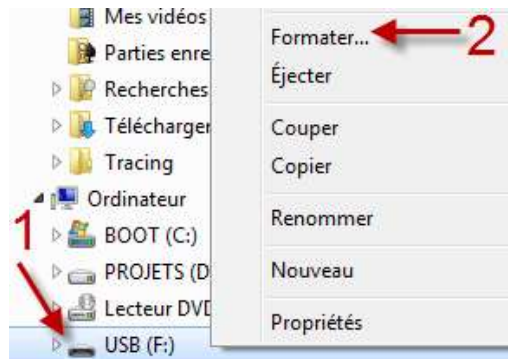 Mes vidéos
Parties enre
Recherches
Télécharger
Tracing
Ordinateur
BOOT (C:)
PROJETS (D
Lecteur DVD
USB (F:)
1
Formater...
2
Éjecter
Couper
Copier
Renommer
Nouveau
Propriétés